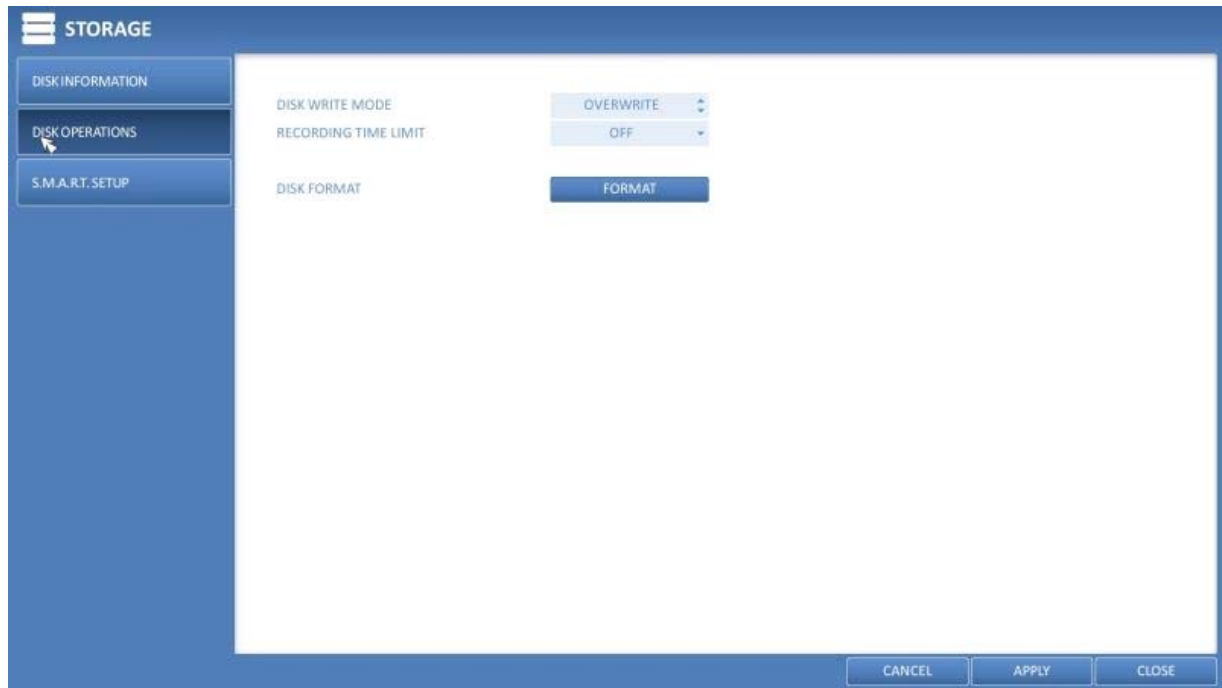 STORAGE
DISK INFORMATION
DISK OPERATIONS
S.M.A.R.T. SETUP
DISK WRITE MODE OVERWRITE
RECORDING TIME LIMIT OFF
DISK FORMAT FORMAT
CANCEL APPLY CLOSE